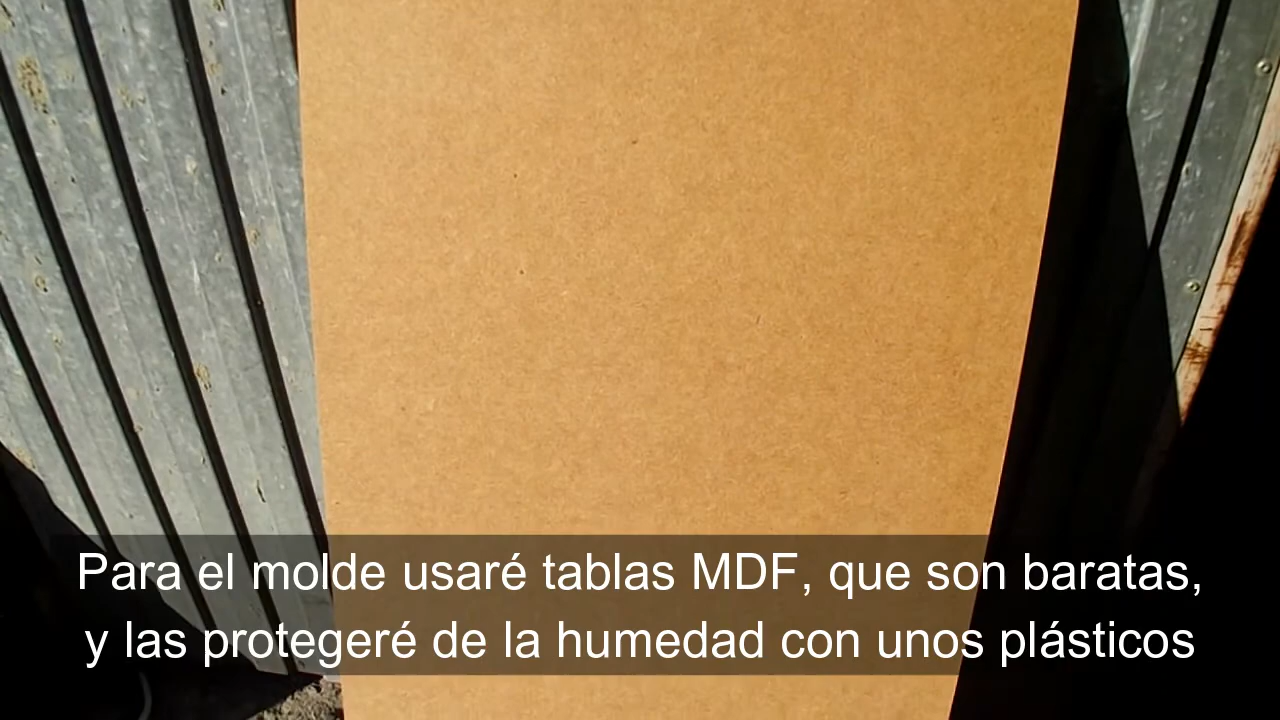 Para el molde usaré tablas MDF, que son baratas,
y las protegeré de la humedad con unos plásticos